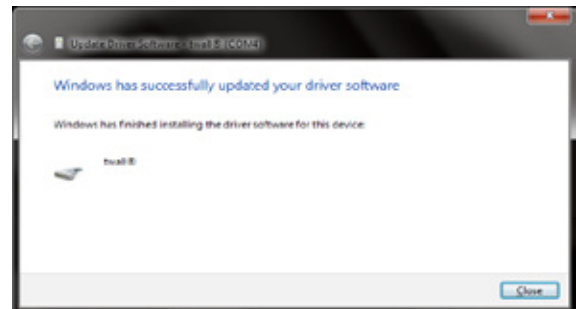 Update Driver Software - twall ® (COM4)
Windows has successfully updated your driver software
Windows has finished installing the driver software for this device:
twall ®
Close